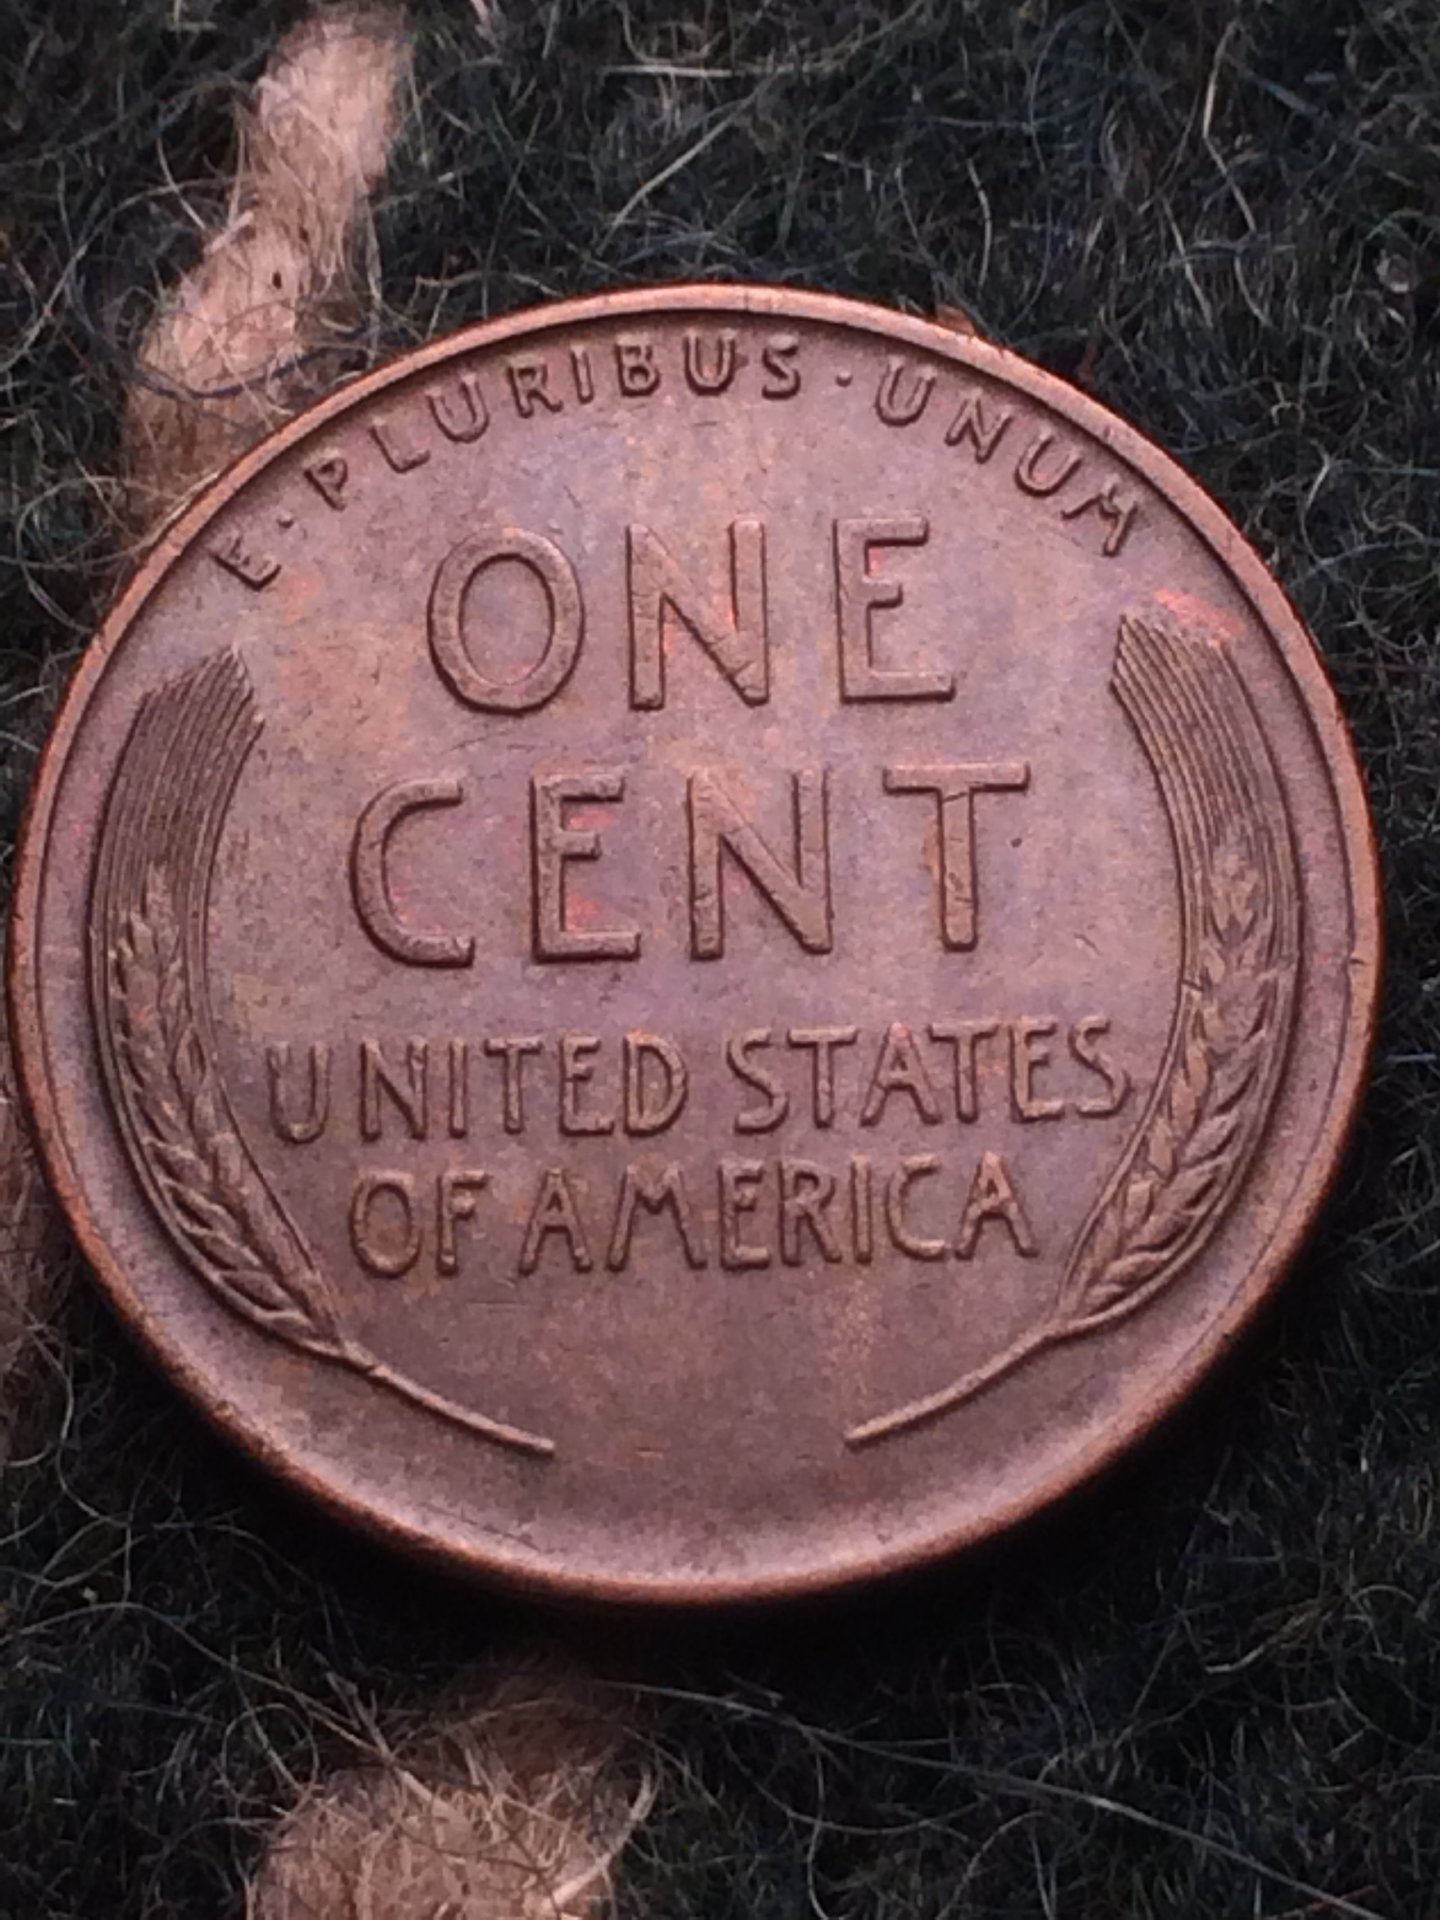 E·PLURIBUS·UNUM
ONE
CENT
UNITED STATES
OF AMERICA